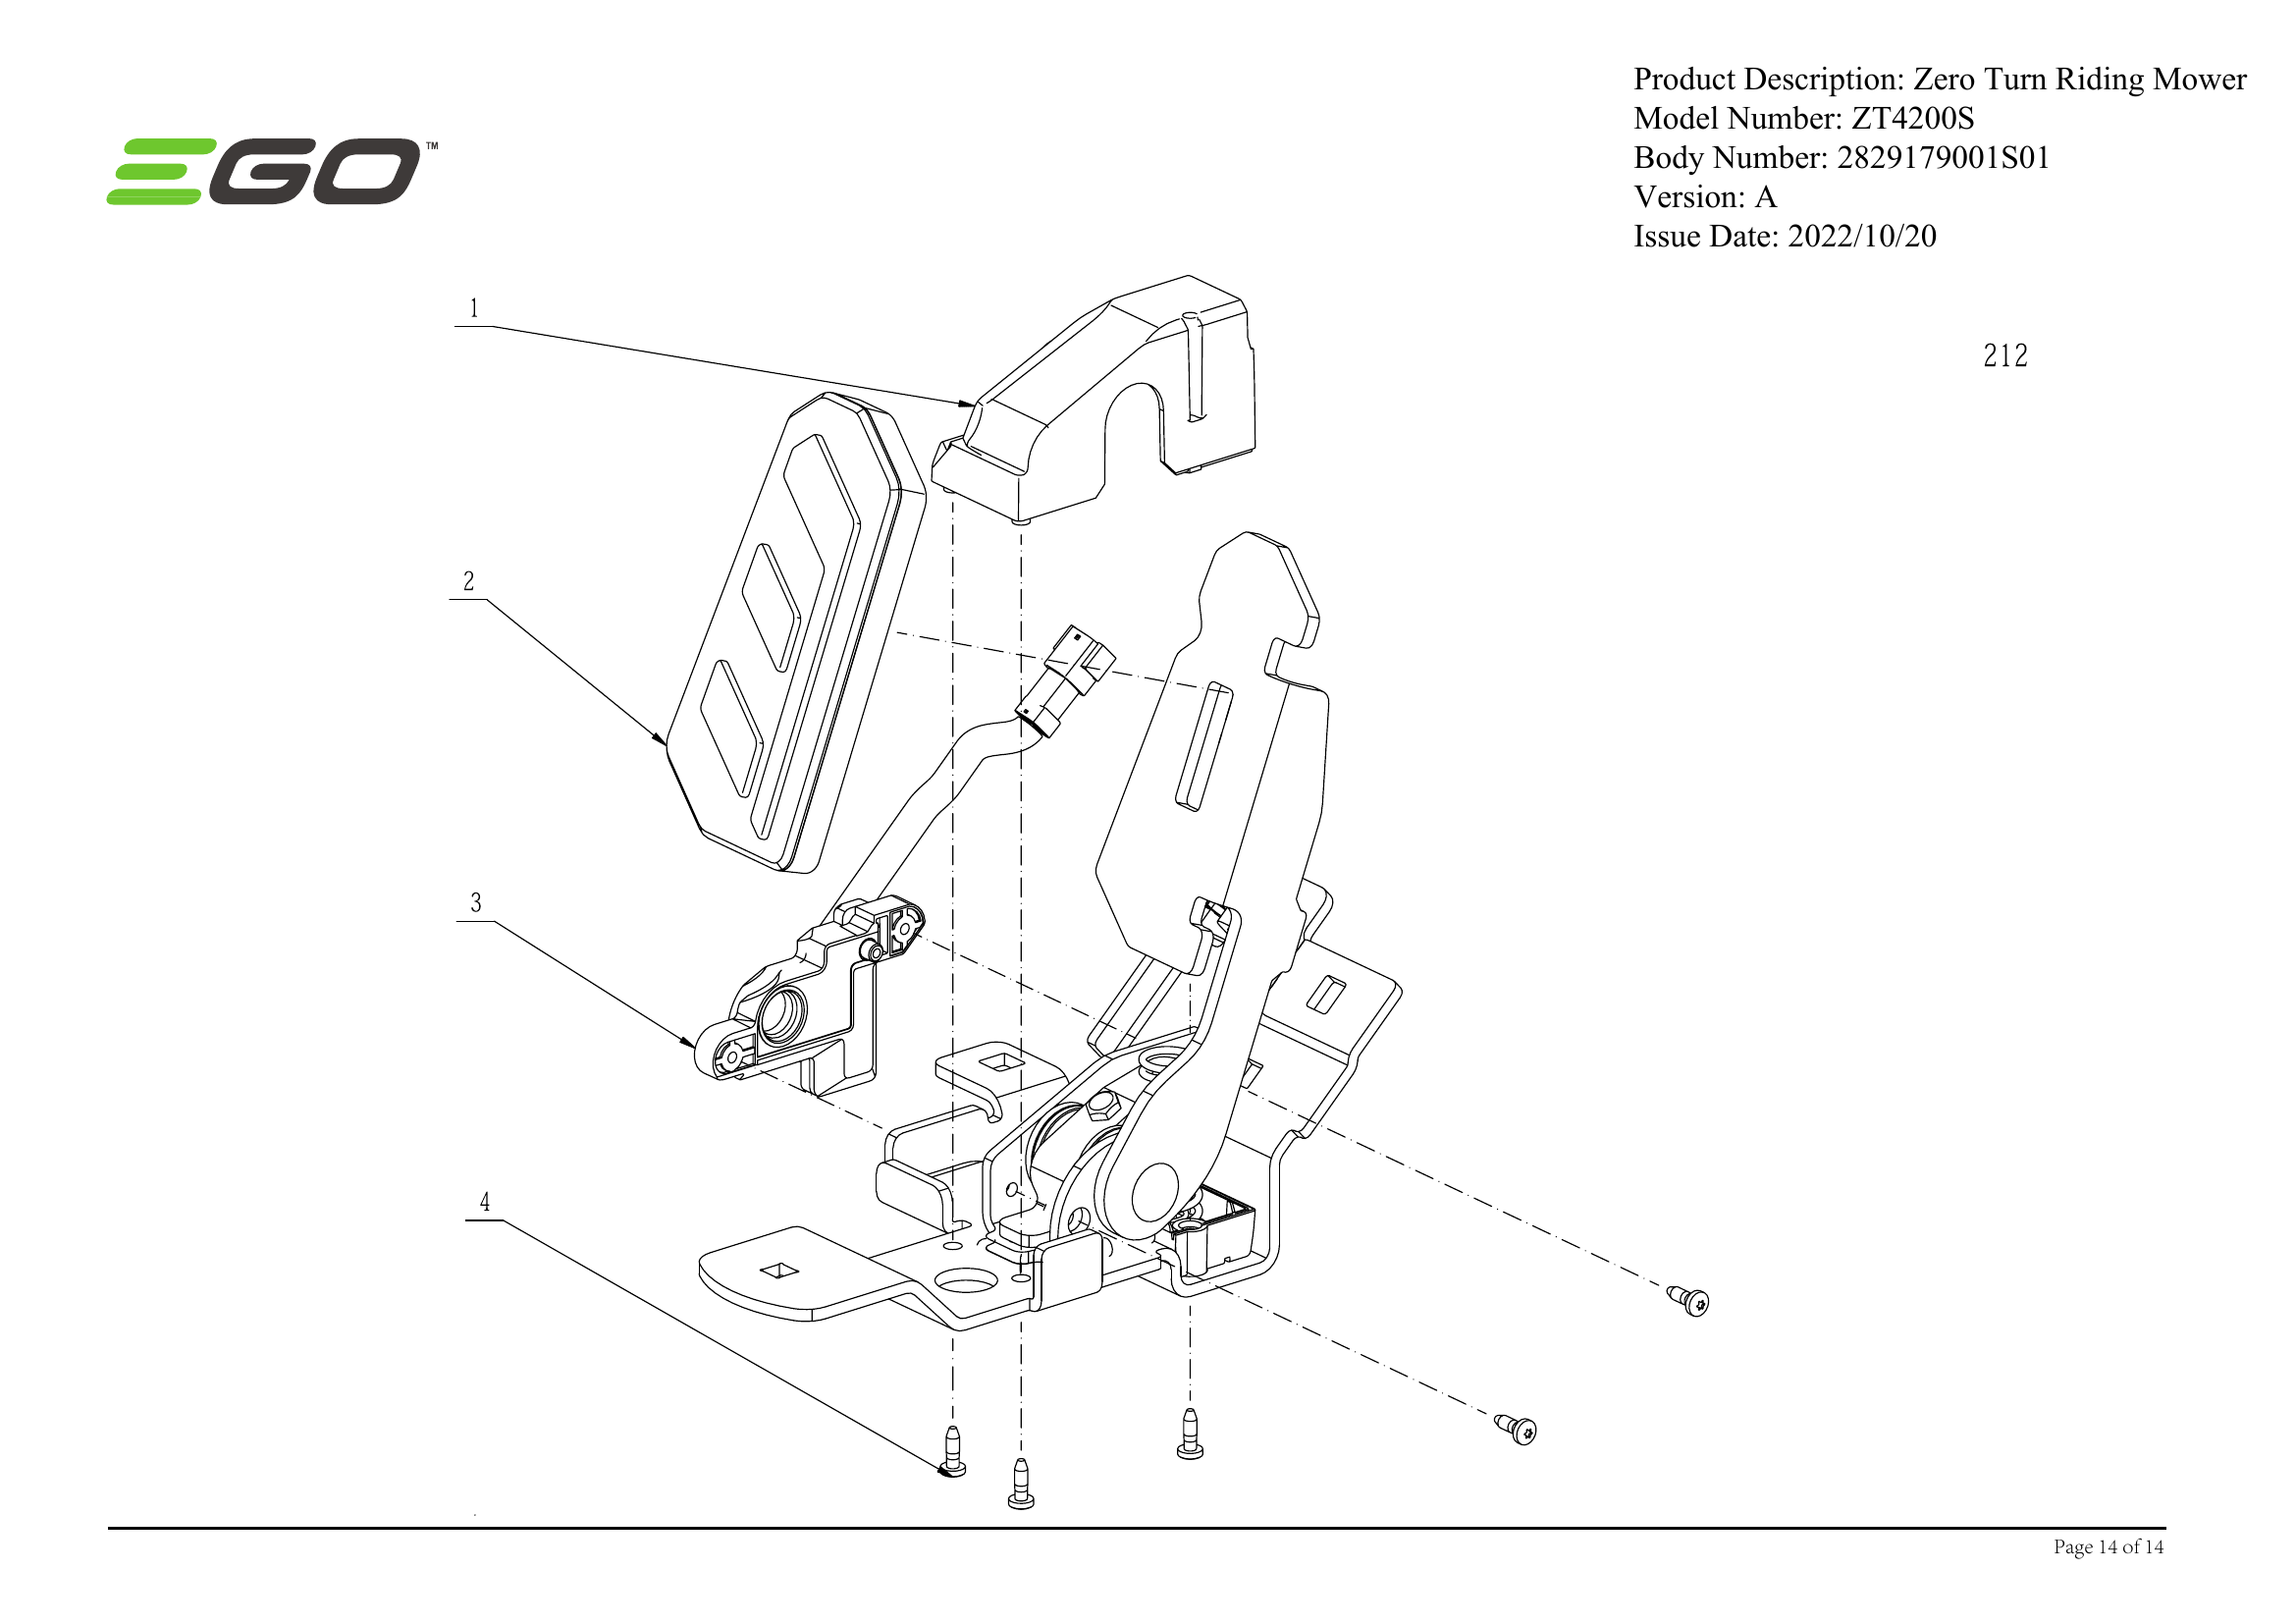 Product Description: Zero Turn Riding Mower
Model Number: ZT4200S
EGO™
Body Number: 2829179001S01
Version: A
Issue Date: 2022/10/20
1
212
2
3
4
Page 14 of 14